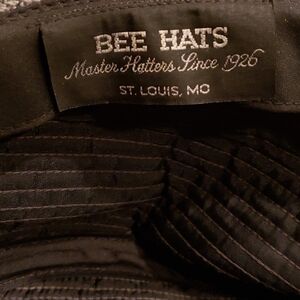 BEE HATS
Master Hatters Since 1926
ST. LOUIS, MO